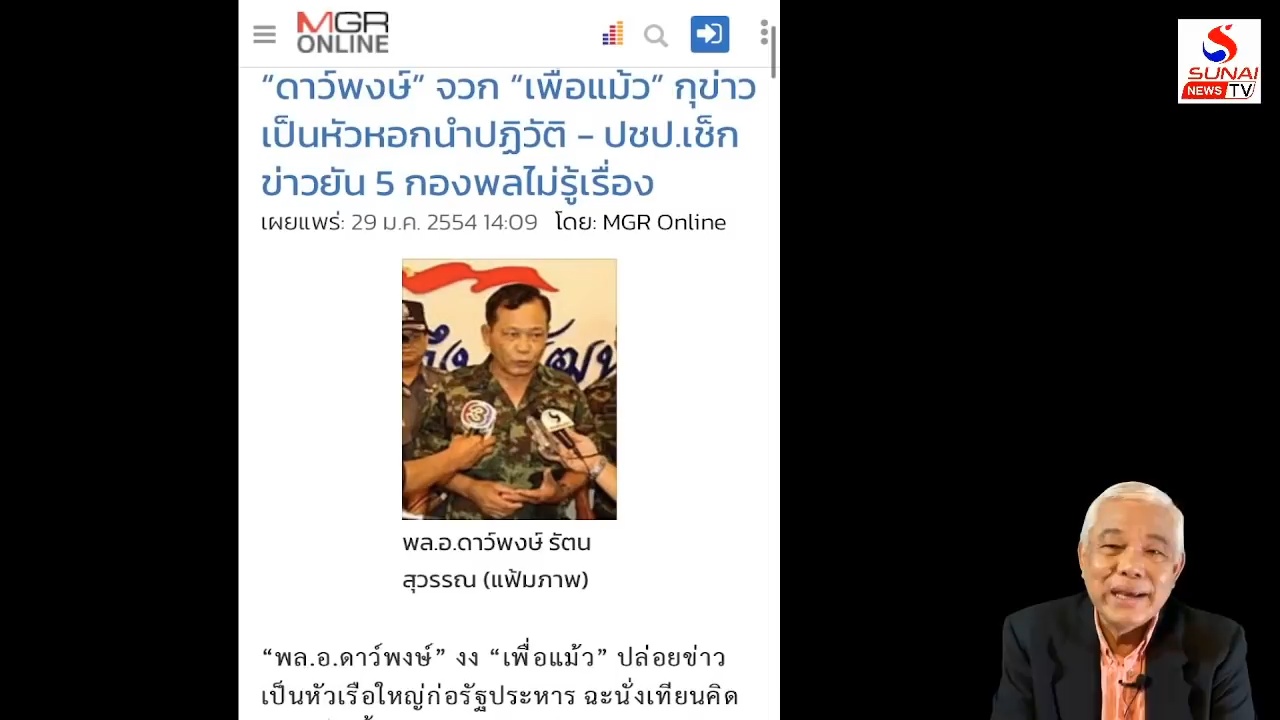 MGR
ONLINE
“ดาว์พงษ์” จวก “เพื่อแม้ว” กุข่าว
เป็นหัวหอกนำปฏิวัติ – ปชป.เช็ก
ข่าวยัน 5 กองพลไม่รู้เรื่อง
เผยแพร่: 29 ม.ค. 2554 14:09 โดย: MGR Online
พล.อ.ดาว์พงษ์ รัตน
สุวรรณ (แฟ้มภาพ)
“พล.อ.ดาว์พงษ์” งง “เพื่อแม้ว” ปล่อยข่าว
เป็นหัวเรือใหญ่ก่อรัฐประหาร ฉะนั่งเทียนคิด
SUNAI
NEWS TV